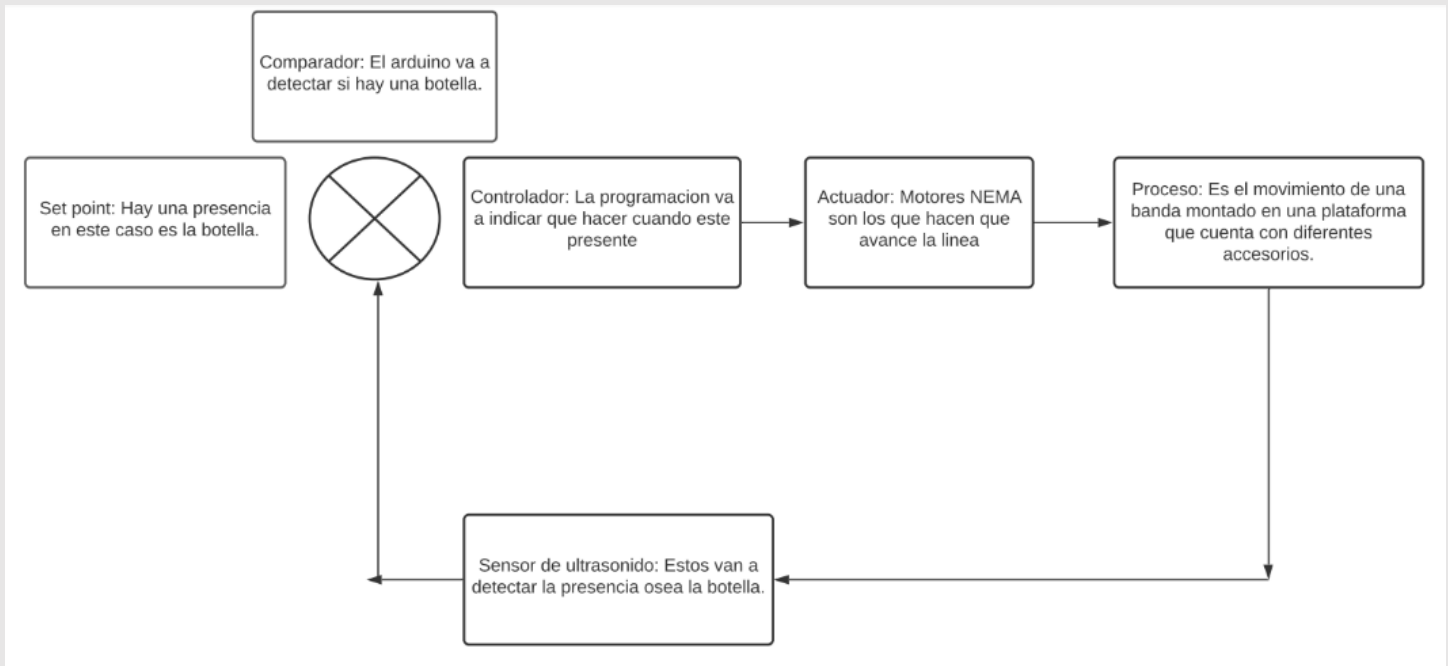 Comparador: El arduino va a
detectar si hay una botella.
Set point: Hay una presencia
en este caso es la botella.
Controlador: La programacion va
a indicar que hacer cuando este
presente
Actuador: Motores NEMA
son los que hacen que
avance la linea
Proceso: Es el movimiento de una
banda montado en una plataforma
que cuenta con diferentes
accesorios.
Sensor de ultrasonido: Estos van a
detectar la presencia osea la botella.